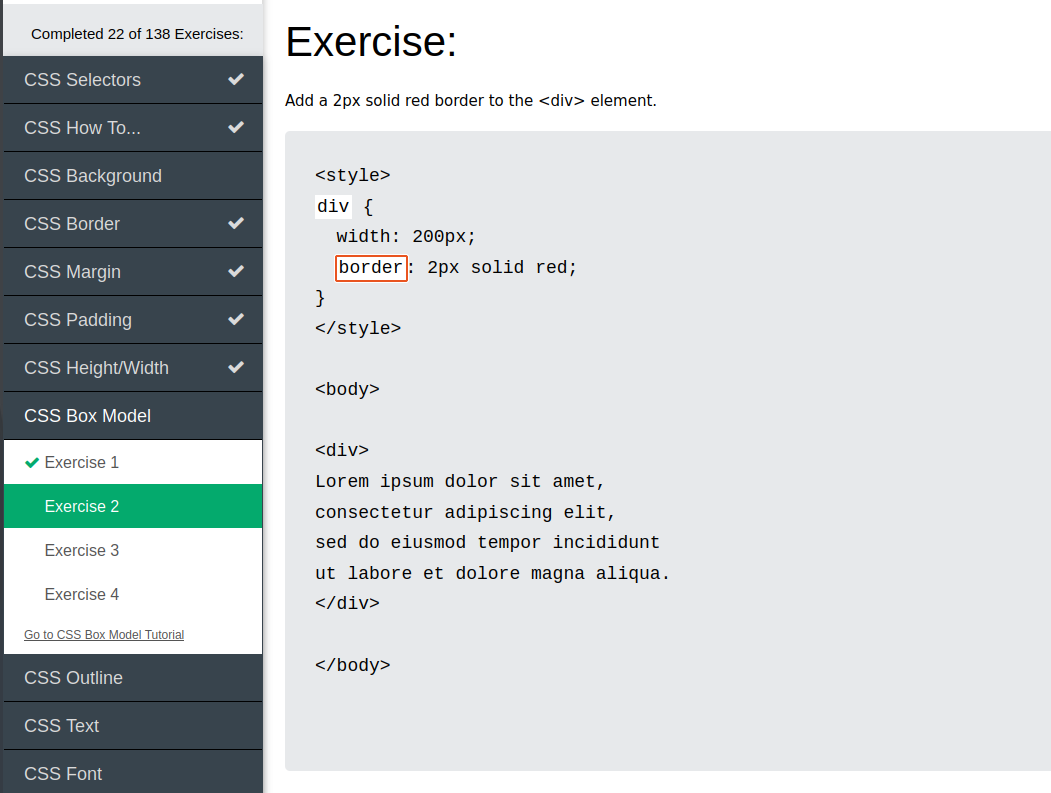 Completed 22 of 138 Exercises:
CSS Selectors
CSS How To...
CSS Background
CSS Border
CSS Margin
CSS Padding
CSS Height/Width
CSS Box Model
Exercise 1
Exercise 2
Exercise 3
Exercise 4
Go to CSS Box Model Tutorial
CSS Outline
CSS Text
CSS Font
Exercise:
Add a 2px solid red border to the <div> element.
<style>
div {
  width: 200px;
  border: 2px solid red;
}
</style>
<body>
<div>
Lorem ipsum dolor sit amet,
consectetur adipiscing elit,
sed do eiusmod tempor incididunt
ut labore et dolore magna aliqua.
</div>
</body>